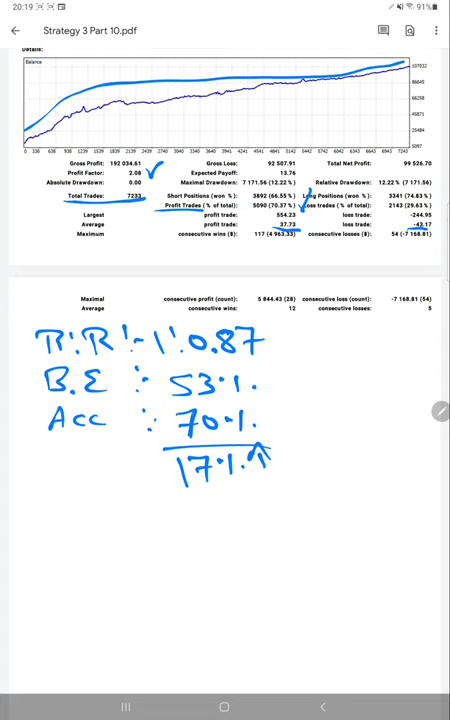 20:19
91%
Strategy 3 Part 10.pdf
Details:
Balance
107032
86645
66258
45871
25484
5097
0 336 638 938 1239 1539 1839 2139 2439 2740 3040 3340 3640 3941 4241 4541 4841 5142 5442 5742 6042 6343 6643 6943 7243
Gross Profit: 192 034.61 Gross Loss: 92 507.91 Total Net Profit: 99 526.70
Profit Factor: 2.08 Expected Payoff: 13.76
Absolute Drawdown: 0.00 Maximal Drawdown: 7 171.56 (12.22 %) Relative Drawdown: 12.22 % (7 171.56)
Total Trades: 7233 Short Positions (won %): 3892 (66.55 %) Long Positions (won %): 3341 (74.83 %)
Profit Trades (% of total): 5090 (70.37 %) Loss trades (% of total): 2143 (29.63 %)
Largest profit trade: 554.23 loss trade: -244.95
Average profit trade: 37.73 loss trade: -43.17
Maximum consecutive wins ($): 117 (4 963.33) consecutive losses ($): 54 (-7 168.81)
Maximal consecutive profit (count): 5 844.43 (28) consecutive loss (count): -7 168.81 (54)
Average consecutive wins: 12 consecutive losses: 5
R:R :- 1:0.87
B.E :- 53%.
Acc :- 70%.
17%. ↑